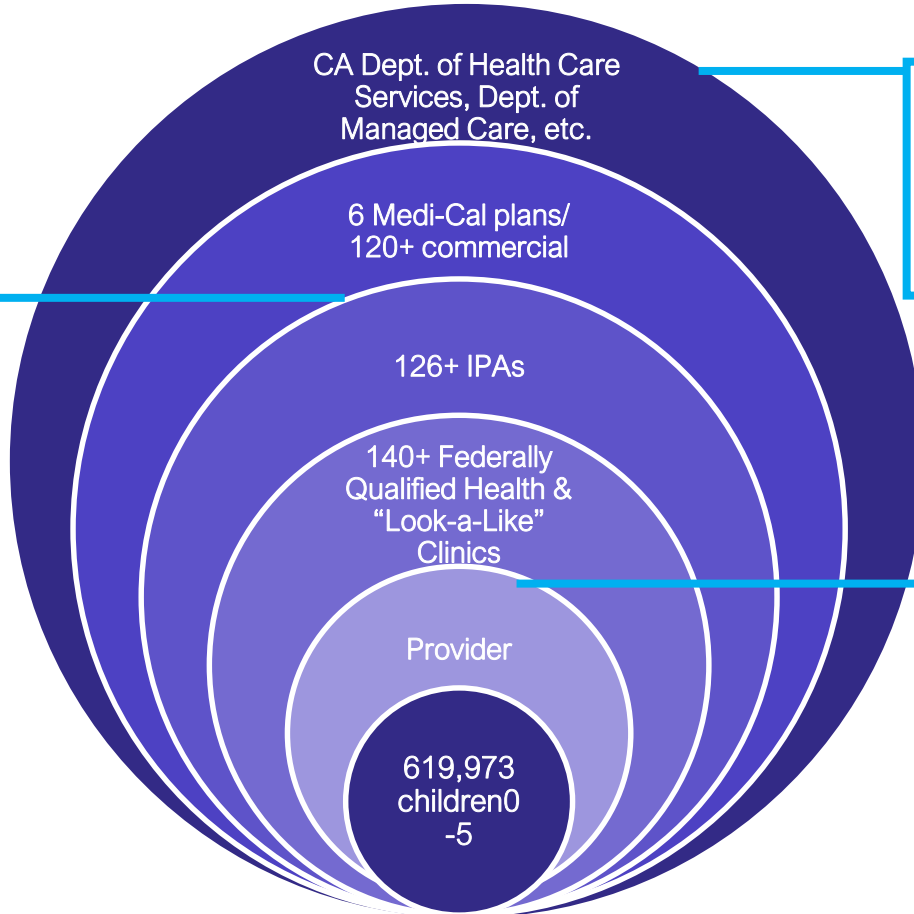 CA Dept. of Health Care
Services, Dept. of
Managed Care, etc.
6 Medi-Cal plans/
120+ commercial
126+ IPAs
140+ Federally
Qualified Health &
“Look-a-Like”
Clinics
Provider
619,973
children0
-5